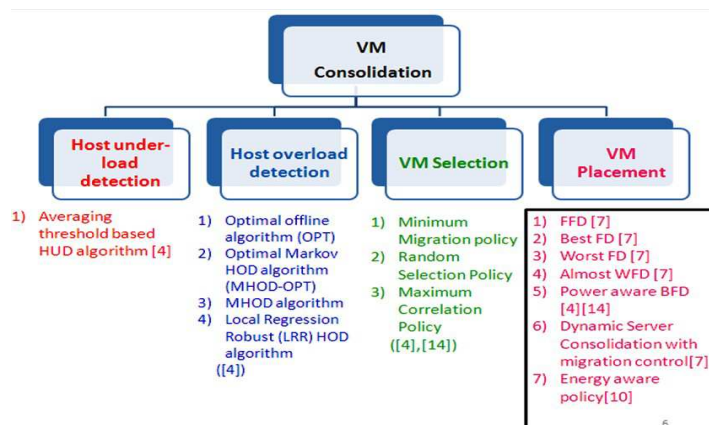 VM
Consolidation
Host under-
load
detection
Host overload
detection
VM Selection
VM
Placement
1) Averaging
threshold based
HUD algorithm [4]
1) Optimal offline
algorithm (OPT)
2) Optimal Markov
HOD algorithm
(MHOD-OPT)
3) MHOD algorithm
4) Local Regression
Robust (LRR) HOD
algorithm
([4])
1) Minimum
Migration policy
2) Random
Selection Policy
3) Maximum
Correlation
Policy
([4],[14])
1) FFD [7]
2) Best FD [7]
3) Worst FD [7]
4) Almost WFD [7]
5) Power aware BFD
[4][14]
6) Dynamic Server
Consolidation with
migration control[7]
7) Energy aware
policy[10]